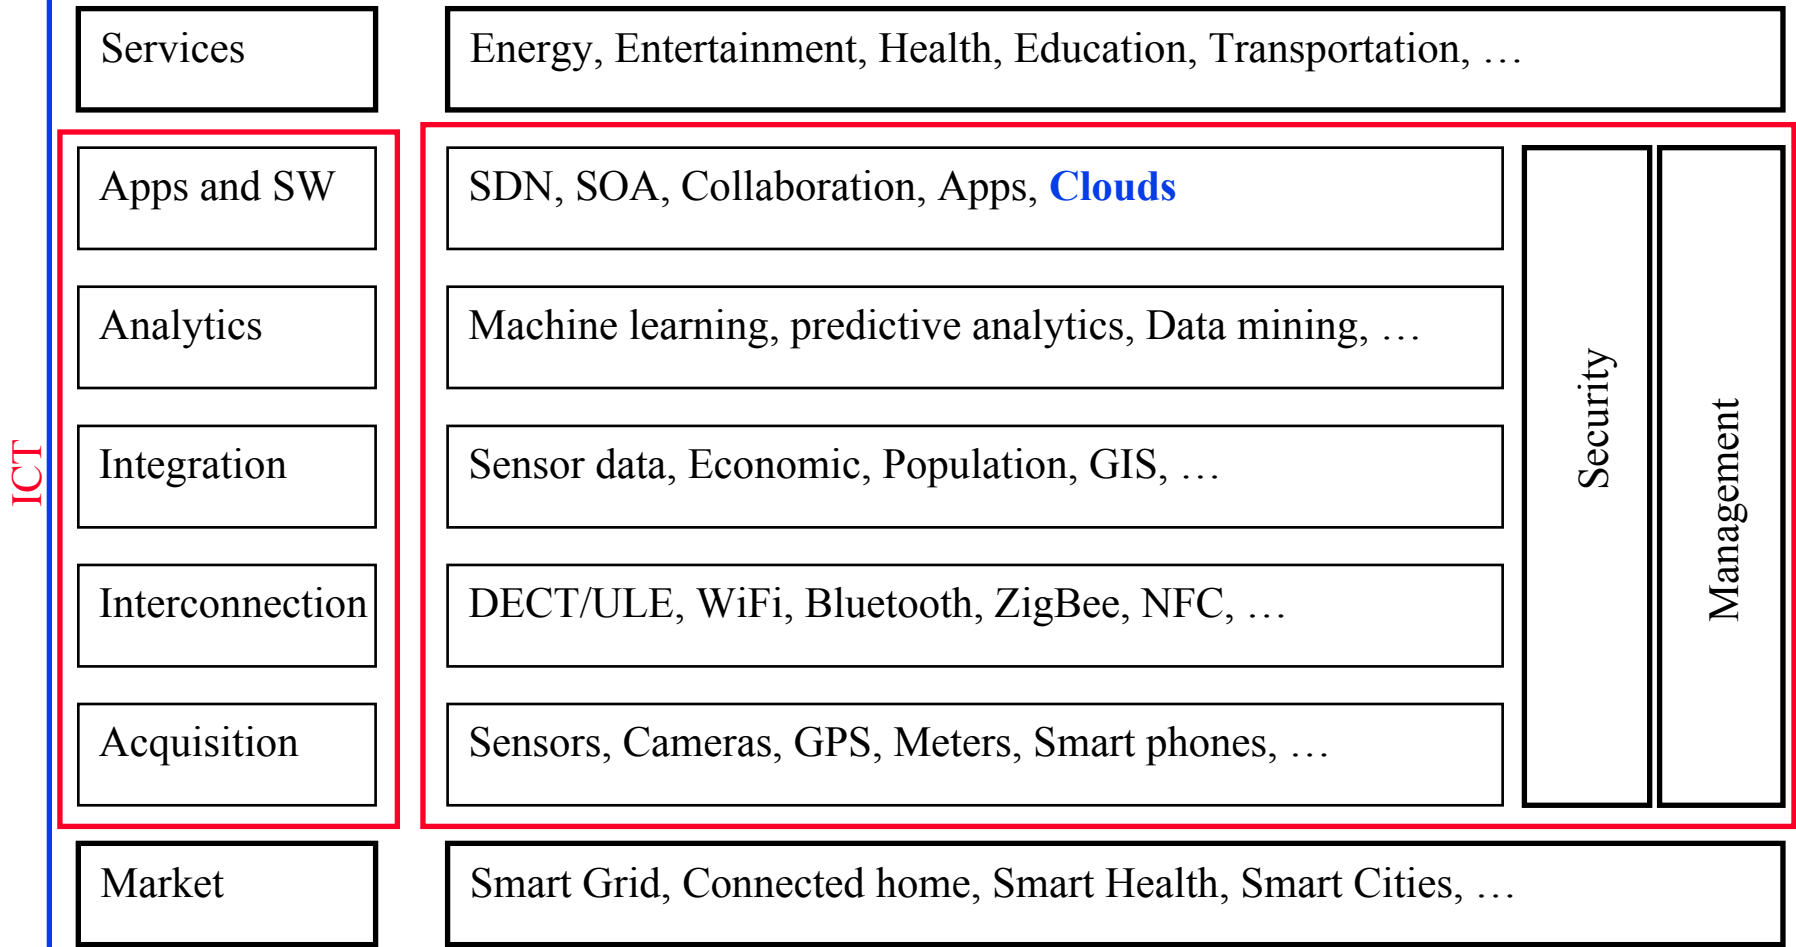 Services
Energy, Entertainment, Health, Education, Transportation, …
Apps and SW
SDN, SOA, Collaboration, Apps, Clouds
Analytics
Machine learning, predictive analytics, Data mining, …
Integration
Sensor data, Economic, Population, GIS, …
Interconnection
DECT/ULE, WiFi, Bluetooth, ZigBee, NFC, …
Acquisition
Sensors, Cameras, GPS, Meters, Smart phones, …
Security
Management
ICT
Market
Smart Grid, Connected home, Smart Health, Smart Cities, …